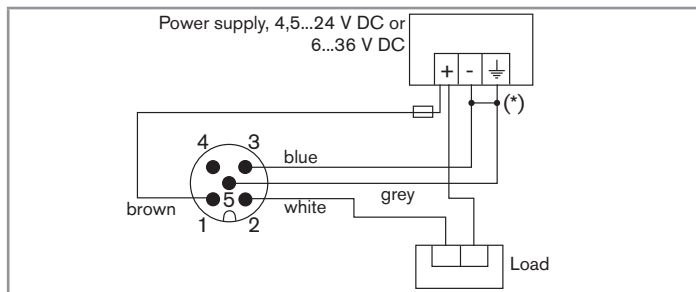 Power supply, 4,5...24 V DC or
6...36 V DC
+ -
(*)
4 3
blue
5
grey
brown
white
1 2
Load